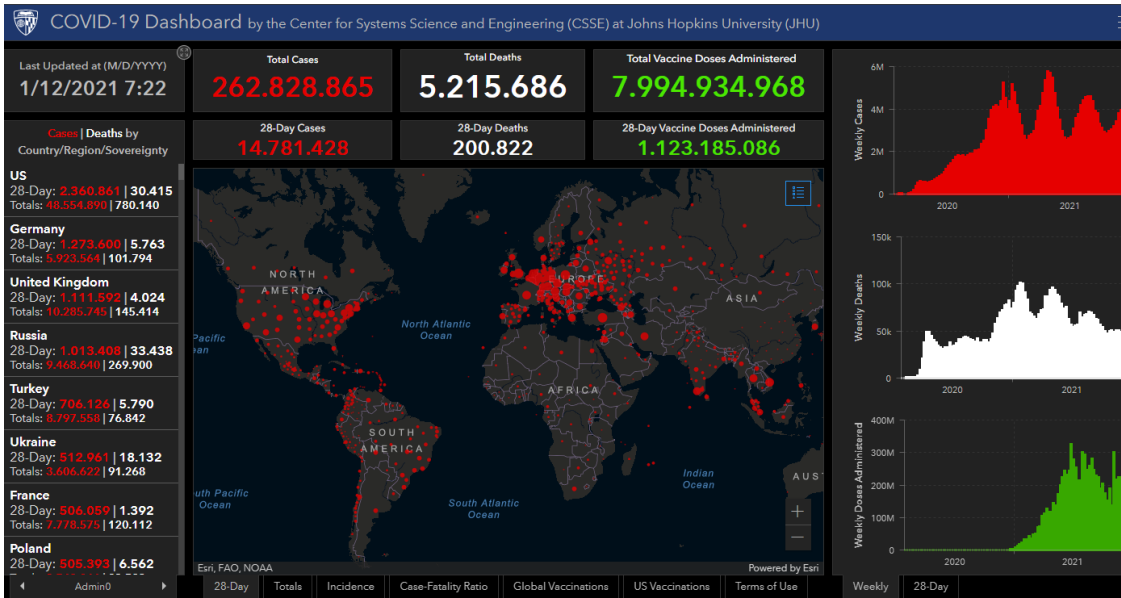 COVID-19 Dashboard by the Center for Systems Science and Engineering (CSSE) at Johns Hopkins University (JHU)
Last Updated at (M/D/YYYY)
1/12/2021 7:22
Total Cases
262.828.865
Total Deaths
5.215.686
Total Vaccine Doses Administered
7.994.934.968
28-Day Cases
14.781.428
28-Day Deaths
200.822
28-Day Vaccine Doses Administered
1.123.185.086
Cases | Deaths by
Country/Region/Sovereignty
US
28-Day: 2.360.861 | 30.415
Totals: 48.554.890 | 780.140
Germany
28-Day: 1.273.600 | 5.763
Totals: 5.923.564 | 101.794
United Kingdom
28-Day: 1.111.592 | 4.024
Totals: 10.285.745 | 145.414
Russia
28-Day: 1.013.408 | 33.438
Totals: 9.468.640 | 269.900
Turkey
28-Day: 706.126 | 5.790
Totals: 8.797.558 | 76.842
Ukraine
28-Day: 512.961 | 18.132
Totals: 3.606.622 | 91.268
France
28-Day: 506.059 | 1.392
Totals: 7.778.575 | 120.112
Poland
28-Day: 505.393 | 6.562
Admin0
NORTH
AMERICA
EUROPE
ASIA
North Atlantic
Ocean
Pacific
AFRICA
SOUTH
AMERICA
Indian
Ocean
AUS
uth Pacific
Ocean
South Atlantic
Ocean
+
−
Esri, FAO, NOAA
Powered by Esri
28-Day
Totals
Incidence
Case-Fatality Ratio
Global Vaccinations
US Vaccinations
Terms of Use
Weekly Cases
6M
4M
2M
0
2020
2021
Weekly Deaths
150k
100k
50k
0
2020
2021
Weekly Doses Administered
400M
300M
200M
100M
0
2020
2021
Weekly
28-Day